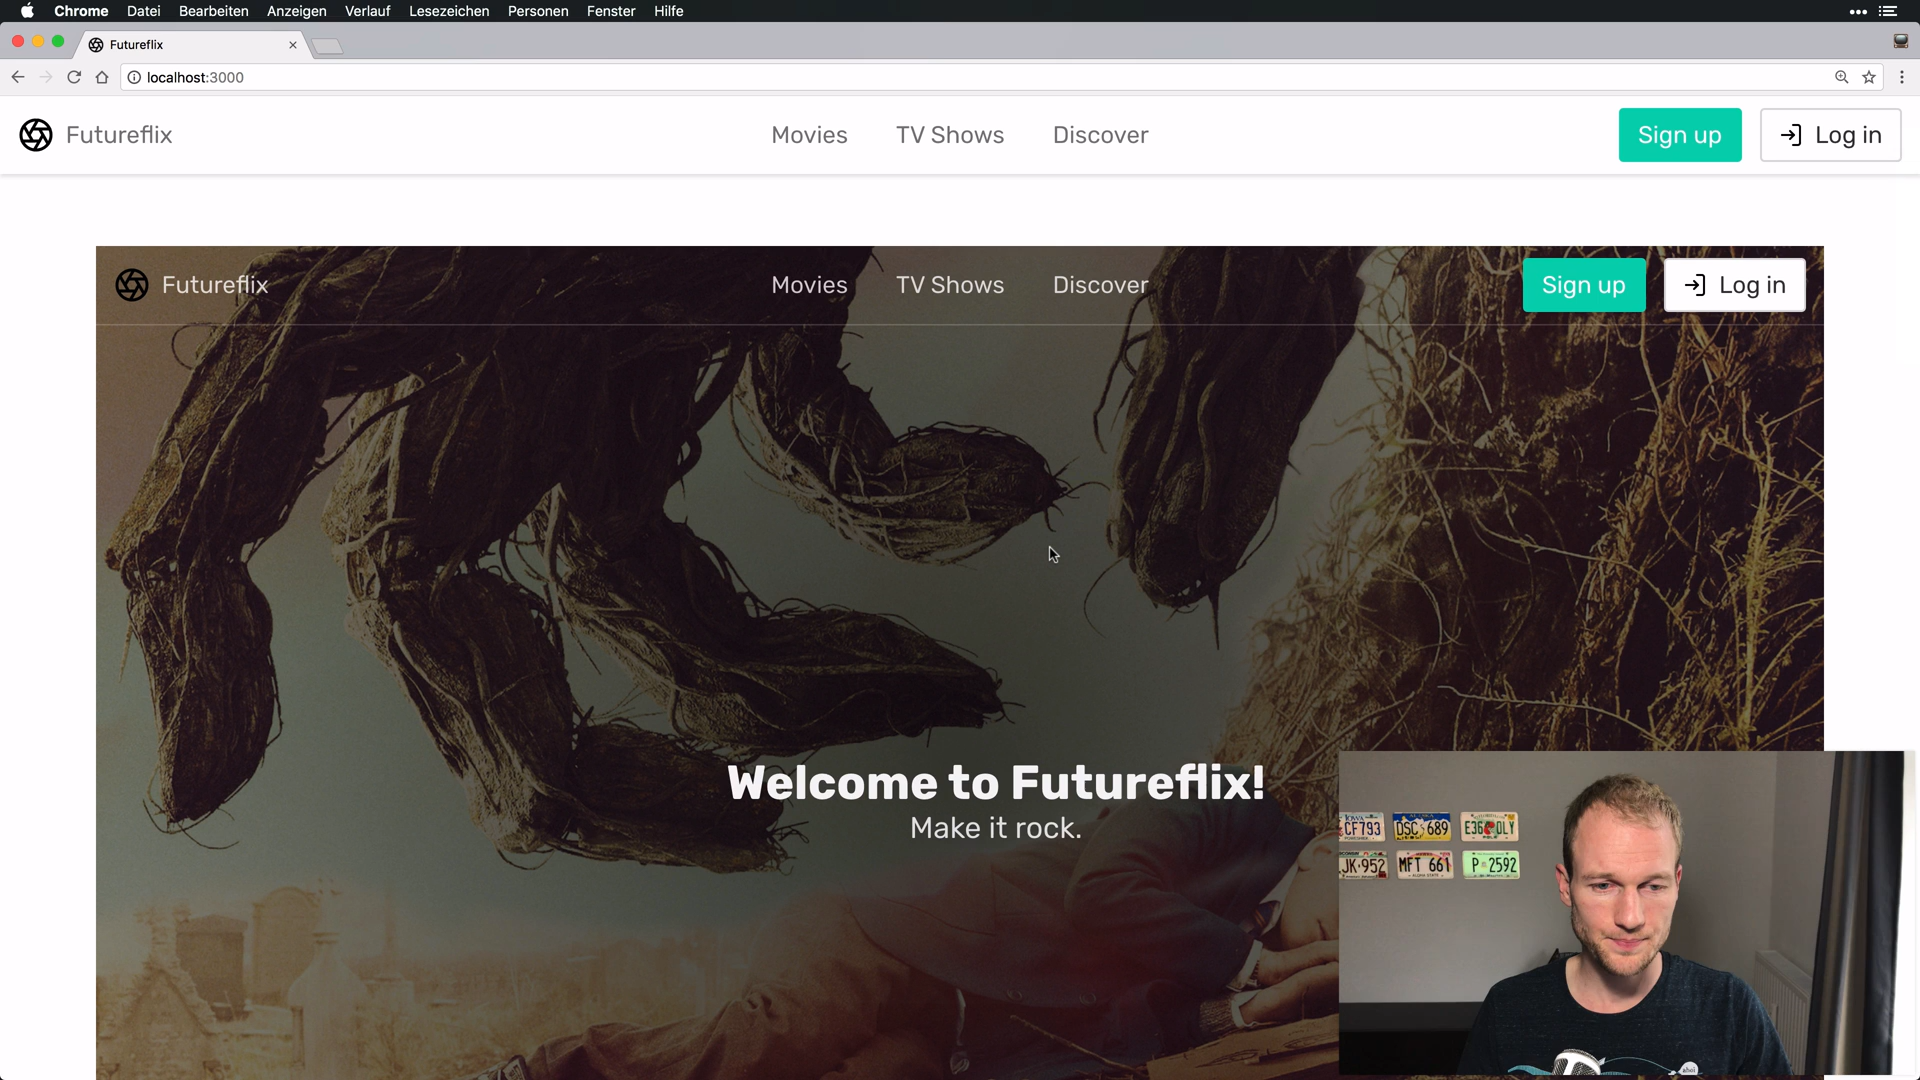 Chrome Datei Bearbeiten Anzeigen Verlauf Lesezeichen Personen Fenster Hilfe
Futureflix
localhost:3000
Futureflix Movies TV Shows Discover Sign up Log in
Futureflix Movies TV Shows Discover Sign up Log in
Welcome to Futureflix!
Make it rock.
CF793 DSC 689 E36 DLY
JK·952 MFT 661 P 2592
ahoi